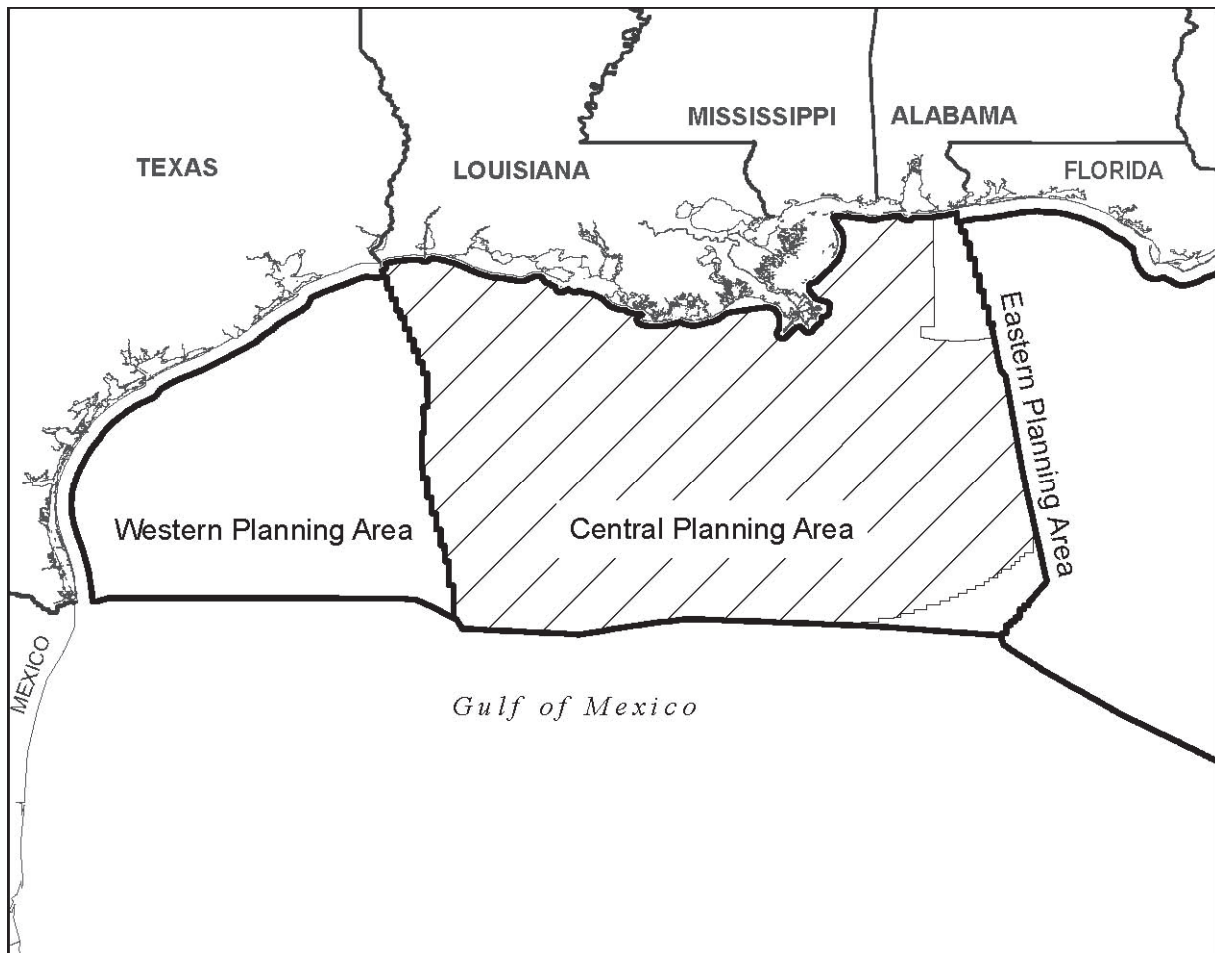 MISSISSIPPI
ALABAMA
TEXAS
LOUISIANA
FLORIDA
Eastern Planning Area
Western Planning Area
Central Planning Area
MEXICO
Gulf of Mexico